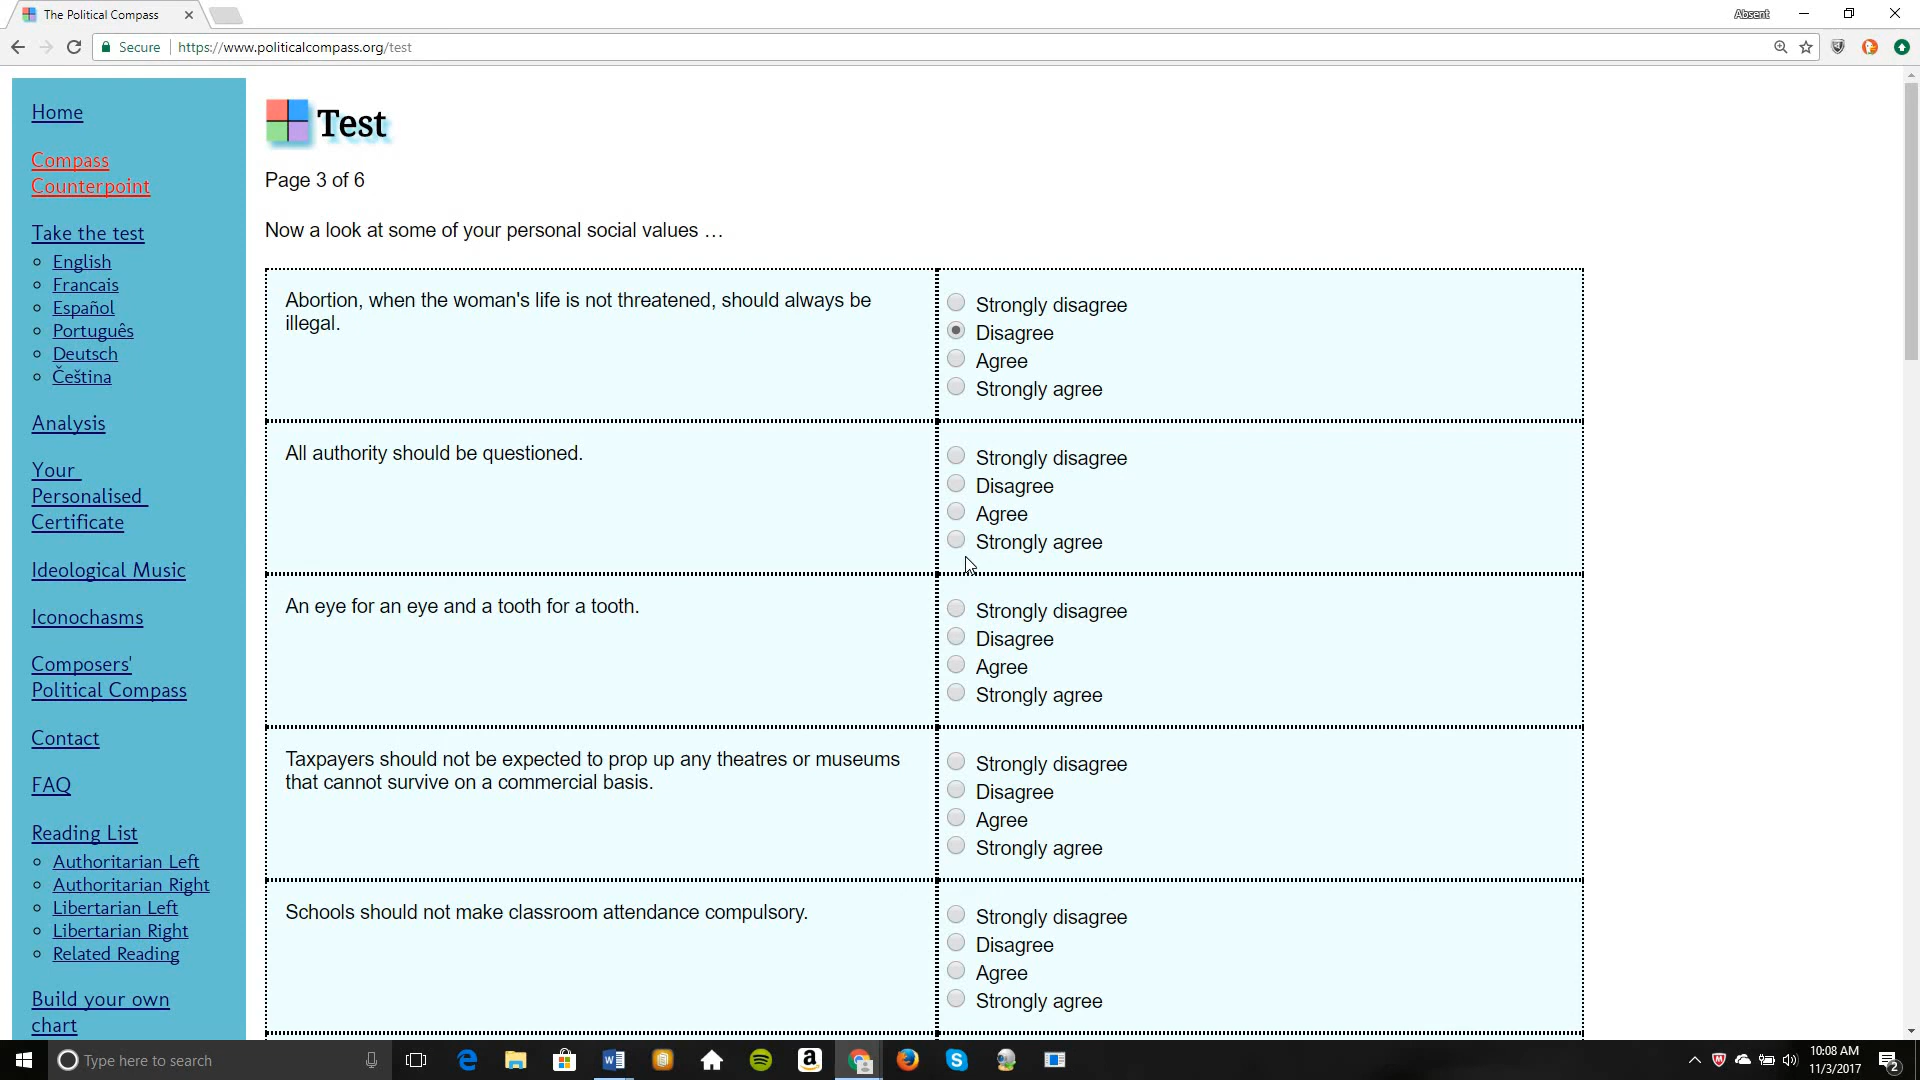 The Political Compass
Absent
Secure https://www.politicalcompass.org/test
Home
Compass
Counterpoint
Take the test
English
Francais
Español
Português
Deutsch
Čeština
Analysis
Your
Personalised
Certificate
Ideological Music
Iconochasms
Composers'
Political Compass
Contact
FAQ
Reading List
Authoritarian Left
Authoritarian Right
Libertarian Left
Libertarian Right
Related Reading
Build your own
chart
Test
Page 3 of 6
Now a look at some of your personal social values …
Abortion, when the woman's life is not threatened, should always be
illegal.
Strongly disagree
Disagree
Agree
Strongly agree
All authority should be questioned.
Strongly disagree
Disagree
Agree
Strongly agree
An eye for an eye and a tooth for a tooth.
Strongly disagree
Disagree
Agree
Strongly agree
Taxpayers should not be expected to prop up any theatres or museums
that cannot survive on a commercial basis.
Strongly disagree
Disagree
Agree
Strongly agree
Schools should not make classroom attendance compulsory.
Strongly disagree
Disagree
Agree
Strongly agree
Type here to search
10:08 AM
11/3/2017
2